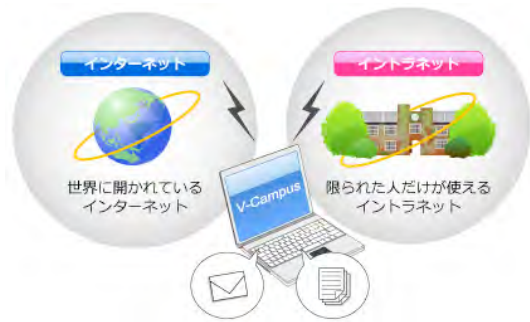 インターネット
世界に開かれている
インターネット
イントラネット
限られた人だけが使える
イントラネット
V-Campus